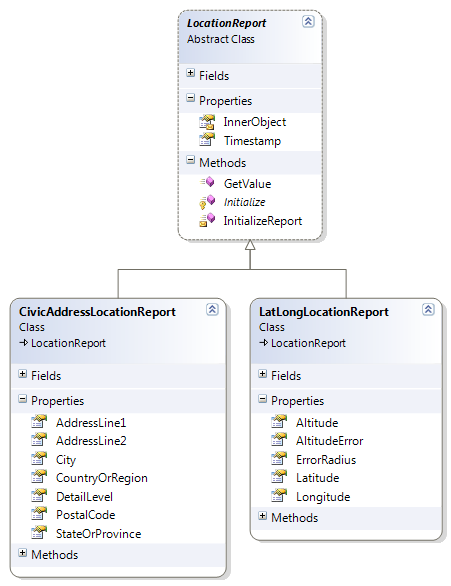 LocationReport
Abstract Class
Fields
Properties
InnerObject
Timestamp
Methods
GetValue
Initialize
InitializeReport
CivicAddressLocationReport
Class
LocationReport
Fields
Properties
AddressLine1
AddressLine2
City
CountryOrRegion
DetailLevel
PostalCode
StateOrProvince
Methods
LatLongLocationReport
Class
LocationReport
Fields
Properties
Altitude
AltitudeError
ErrorRadius
Latitude
Longitude
Methods